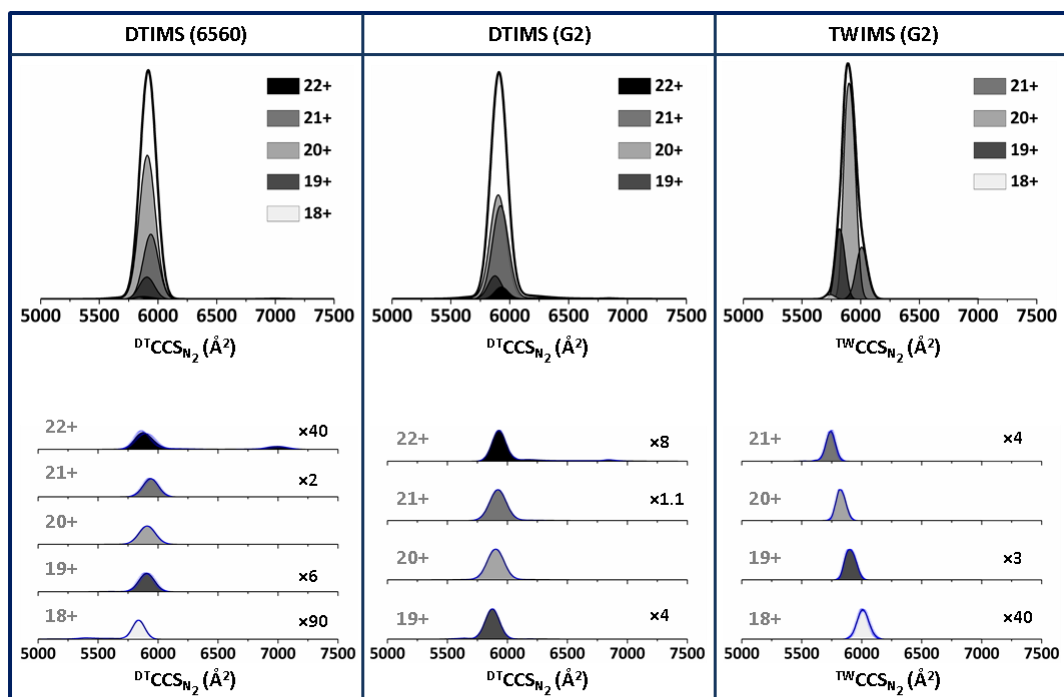 DTIMS (6560)
DTIMS (G2)
TWIMS (G2)
22+
21+
20+
19+
18+
22+
21+
20+
19+
21+
20+
19+
18+
5000 5500 6000 6500 7000 7500
5000 5500 6000 6500 7000 7500
5000 5500 6000 6500 7000 7500
DTCCSN2 (Å²)
DTCCSN2 (Å²)
TWCCSN2 (Å²)
22+ ×40
21+ ×2
20+
19+ ×6
18+ ×90
22+ ×8
21+ ×1.1
20+
19+ ×4
21+ ×4
20+
19+ ×3
18+ ×40
5000 5500 6000 6500 7000 7500
5000 5500 6000 6500 7000 7500
5000 5500 6000 6500 7000 7500
DTCCSN2 (Å²)
DTCCSN2 (Å²)
TWCCSN2 (Å²)